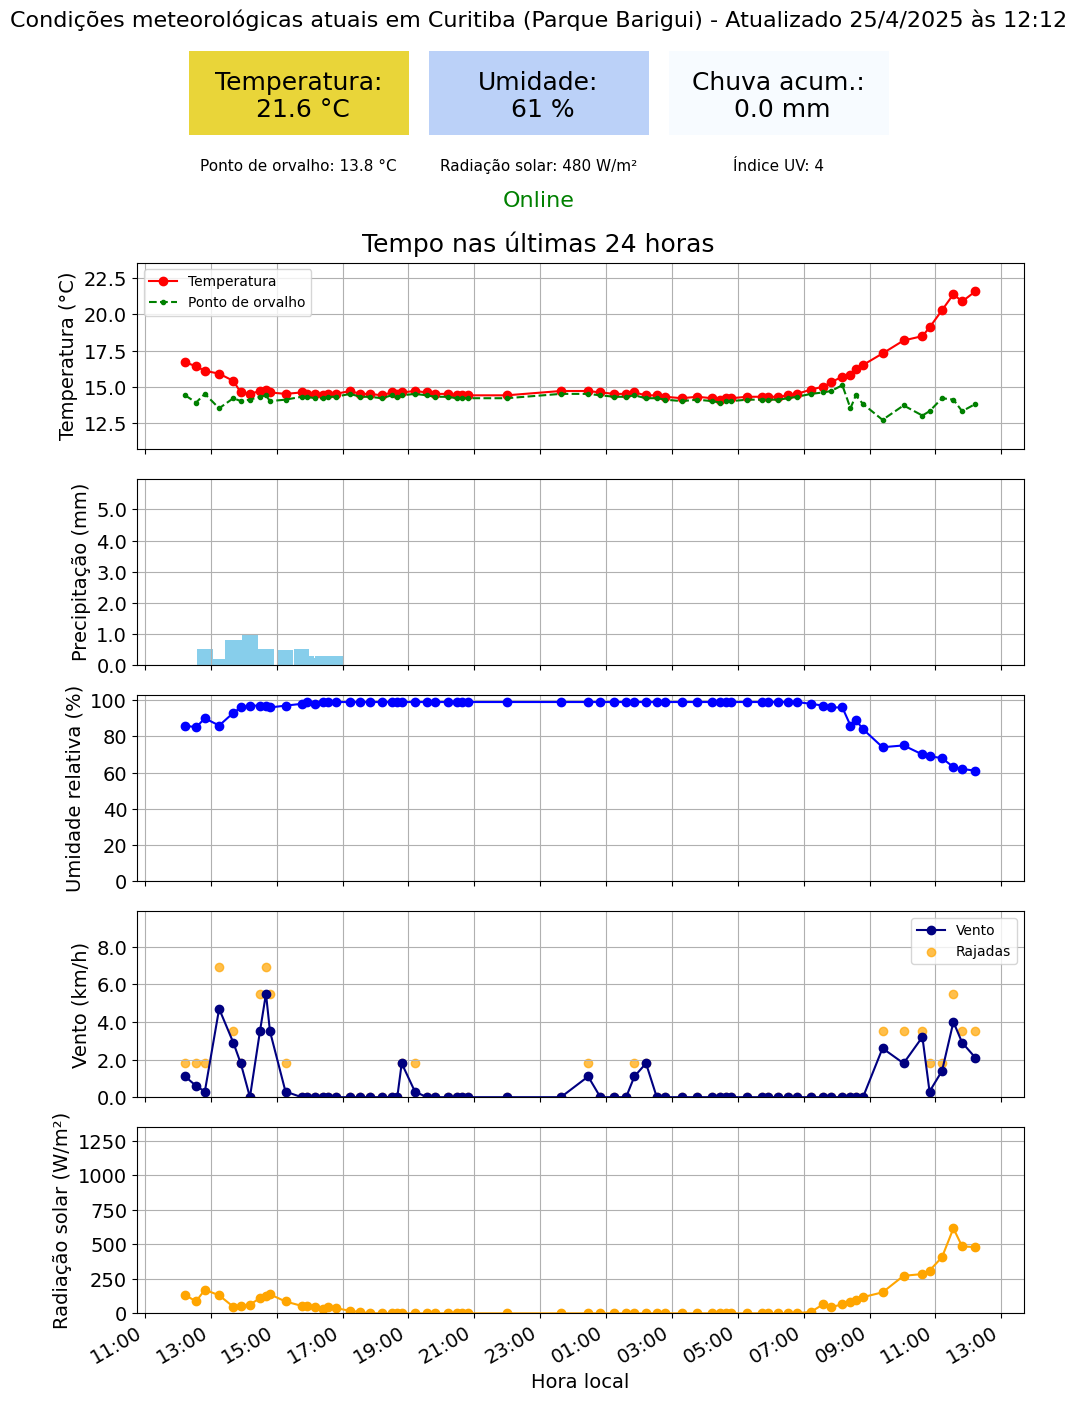 Condições meteorológicas atuais em Curitiba (Parque Barigui) - Atualizado 25/4/2025 às 12:12
Temperatura:
21.6 °C
Umidade:
61 %
Chuva acum.:
0.0 mm
Ponto de orvalho: 13.8 °C
Radiação solar: 480 W/m²
Índice UV: 4
Online
Tempo nas últimas 24 horas
Temperatura (°C)
22.5
20.0
17.5
15.0
12.5
Temperatura
Ponto de orvalho
Precipitação (mm)
5.0
4.0
3.0
2.0
1.0
0.0
Umidade relativa (%)
100
80
60
40
20
0
Vento (km/h)
8.0
6.0
4.0
2.0
0.0
Vento
Rajadas
Radiação solar (W/m²)
1250
1000
750
500
250
0
11:00
13:00
15:00
17:00
19:00
21:00
23:00
01:00
03:00
05:00
07:00
09:00
11:00
13:00
Hora local